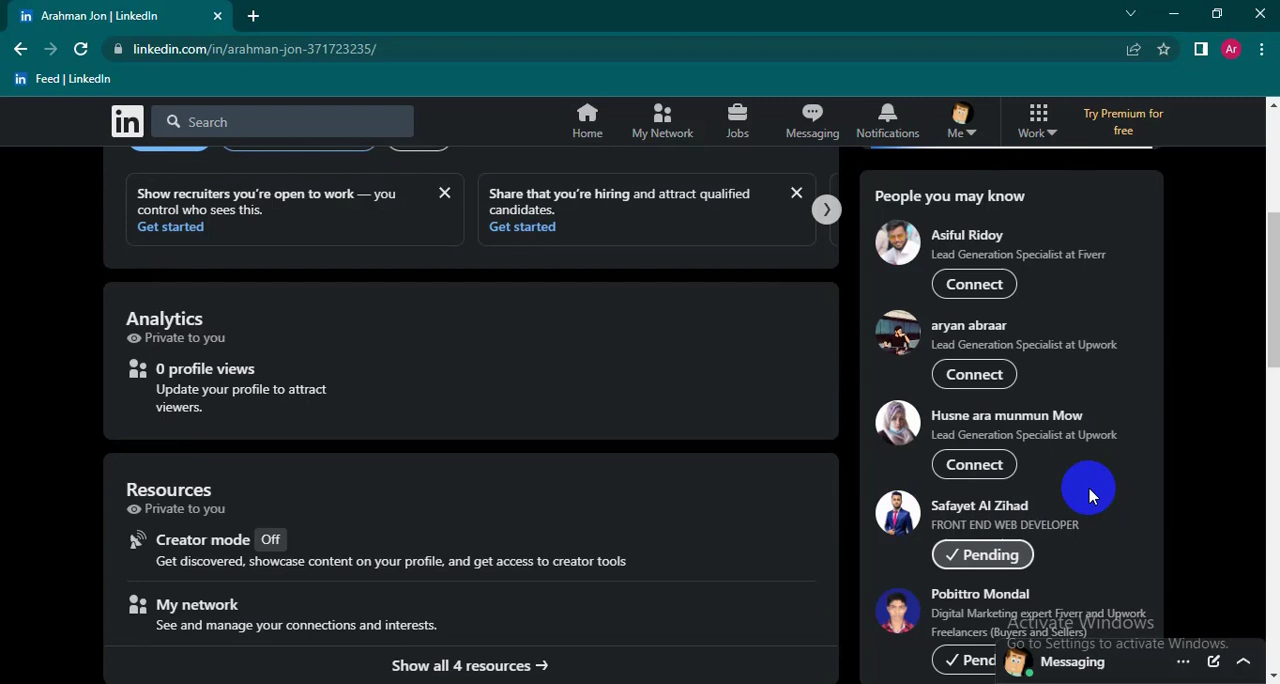 Arahman Jon | LinkedIn
linkedin.com/in/arahman-jon-371723235/
Ar
Feed | LinkedIn
in
Search
Home
My Network
Jobs
Messaging
Notifications
Me
Work
Try Premium for
free
Show recruiters you're open to work — you
control who sees this.
Get started
Share that you're hiring and attract qualified
candidates.
Get started
Analytics
Private to you
0 profile views
Update your profile to attract
viewers.
Resources
Private to you
Creator mode Off
Get discovered, showcase content on your profile, and get access to creator tools
My network
See and manage your connections and interests.
Show all 4 resources →
People you may know
Asiful Ridoy
Lead Generation Specialist at Fiverr
Connect
aryan abraar
Lead Generation Specialist at Upwork
Connect
Husne ara munmun Mow
Lead Generation Specialist at Upwork
Connect
Safayet Al Zihad
FRONT END WEB DEVELOPER
✓ Pending
Pobittro Mondal
Digital Marketing expert Fiverr and Upwork
Freelancers (Buyers and Sellers)
✓ Pend
Activate Windows
Go to Settings to activate Windows.
Messaging